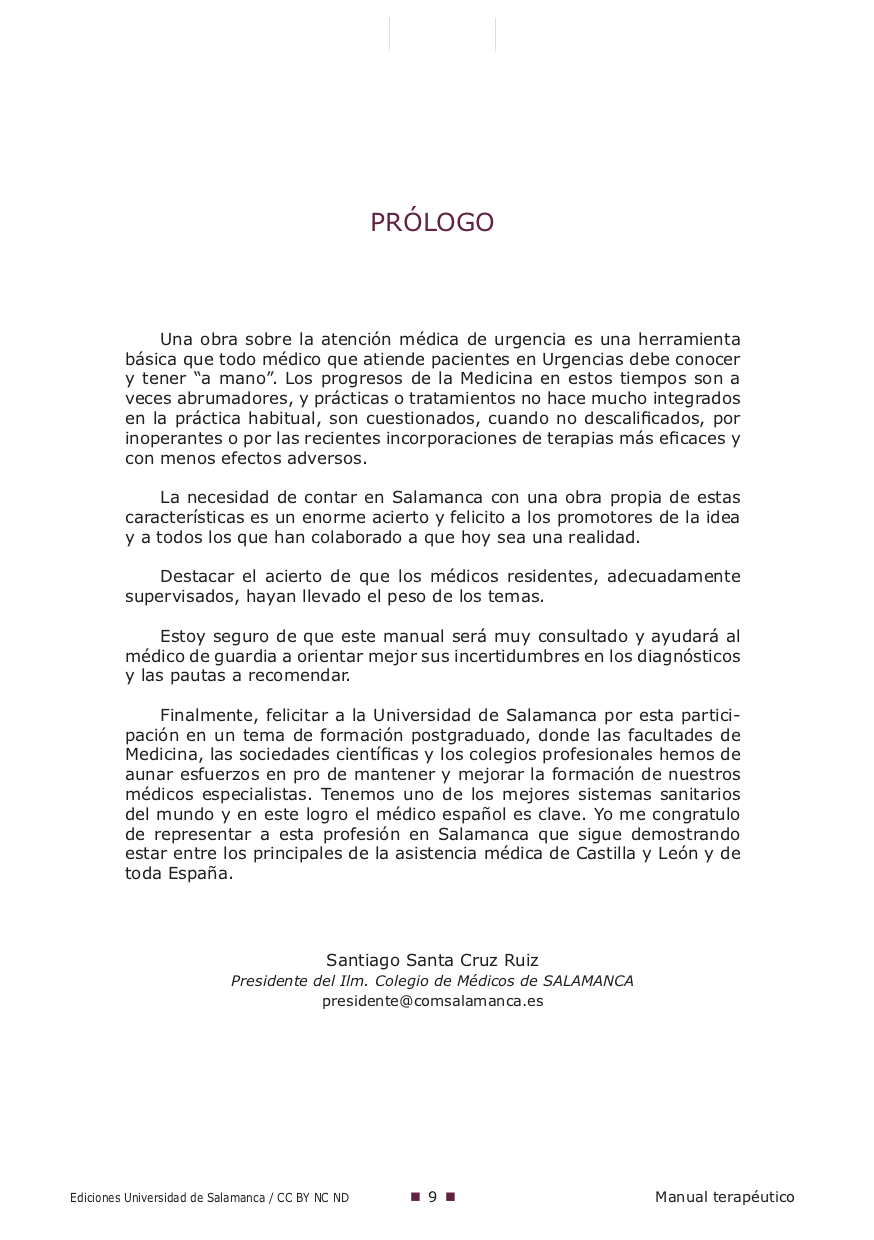 PRÓLOGO
Una obra sobre la atención médica de urgencia es una herramienta
básica que todo médico que atiende pacientes en Urgencias debe conocer
y tener “a mano”. Los progresos de la Medicina en estos tiempos son a
veces abrumadores, y prácticas o tratamientos no hace mucho integrados
en la práctica habitual, son cuestionados, cuando no descalificados, por
inoperantes o por las recientes incorporaciones de terapias más eficaces y
con menos efectos adversos.
La necesidad de contar en Salamanca con una obra propia de estas
características es un enorme acierto y felicito a los promotores de la idea
y a todos los que han colaborado a que hoy sea una realidad.
Destacar el acierto de que los médicos residentes, adecuadamente
supervisados, hayan llevado el peso de los temas.
Estoy seguro de que este manual será muy consultado y ayudará al
médico de guardia a orientar mejor sus incertidumbres en los diagnósticos
y las pautas a recomendar.
Finalmente, felicitar a la Universidad de Salamanca por esta partici-
pación en un tema de formación postgraduado, donde las facultades de
Medicina, las sociedades científicas y los colegios profesionales hemos de
aunar esfuerzos en pro de mantener y mejorar la formación de nuestros
médicos especialistas. Tenemos uno de los mejores sistemas sanitarios
del mundo y en este logro el médico español es clave. Yo me congratulo
de representar a esta profesión en Salamanca que sigue demostrando
estar entre los principales de la asistencia médica de Castilla y León y de
toda España.
Santiago Santa Cruz Ruiz
Presidente del Ilm. Colegio de Médicos de SALAMANCA
presidente@comsalamanca.es
Ediciones Universidad de Salamanca / CC BY NC ND ■ 9 ■ Manual terapéutico